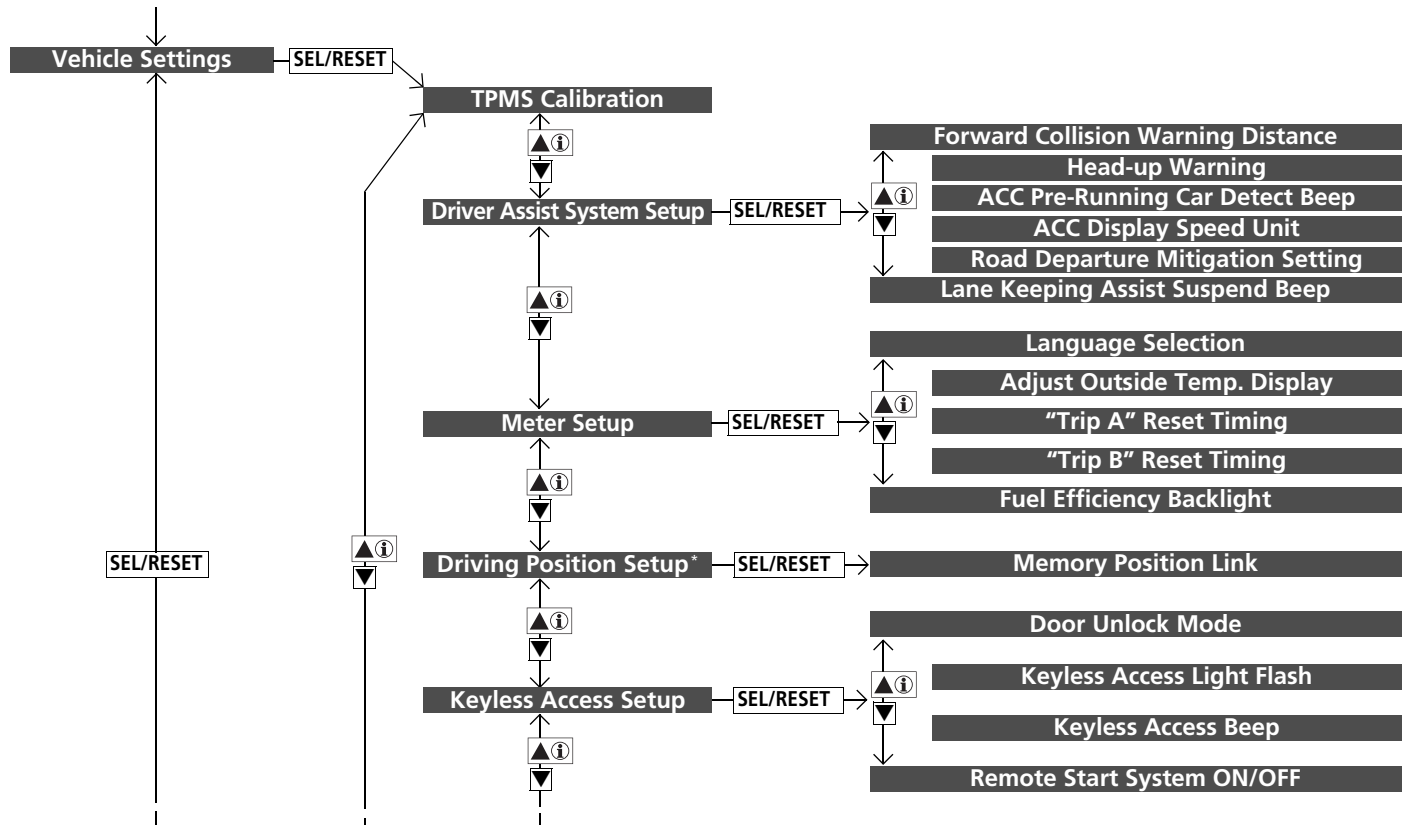 Vehicle Settings
SEL/RESET
TPMS Calibration
Driver Assist System Setup
SEL/RESET
Forward Collision Warning Distance
Head-up Warning
ACC Pre-Running Car Detect Beep
ACC Display Speed Unit
Road Departure Mitigation Setting
Lane Keeping Assist Suspend Beep
Meter Setup
SEL/RESET
Language Selection
Adjust Outside Temp. Display
“Trip A” Reset Timing
“Trip B” Reset Timing
Fuel Efficiency Backlight
SEL/RESET
Driving Position Setup*
SEL/RESET
Memory Position Link
Keyless Access Setup
SEL/RESET
Door Unlock Mode
Keyless Access Light Flash
Keyless Access Beep
Remote Start System ON/OFF